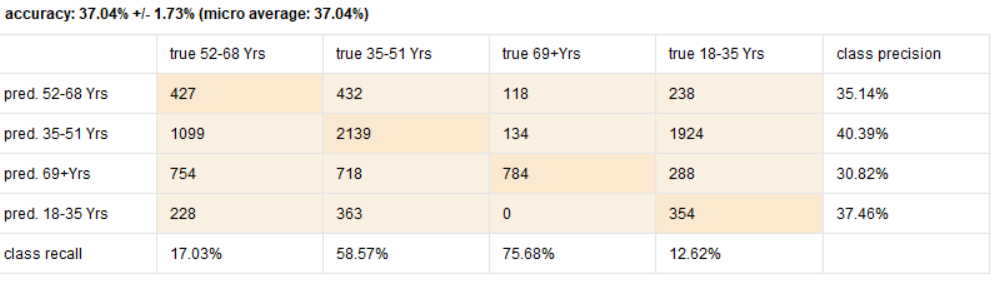 accuracy: 37.04% +/- 1.73% (micro average: 37.04%)
true 52-68 Yrs true 35-51 Yrs true 69+Yrs true 18-35 Yrs class precision
pred. 52-68 Yrs 427 432 118 238 35.14%
pred. 35-51 Yrs 1099 2139 134 1924 40.39%
pred. 69+Yrs 754 718 784 288 30.82%
pred. 18-35 Yrs 228 363 0 354 37.46%
class recall 17.03% 58.57% 75.68% 12.62%